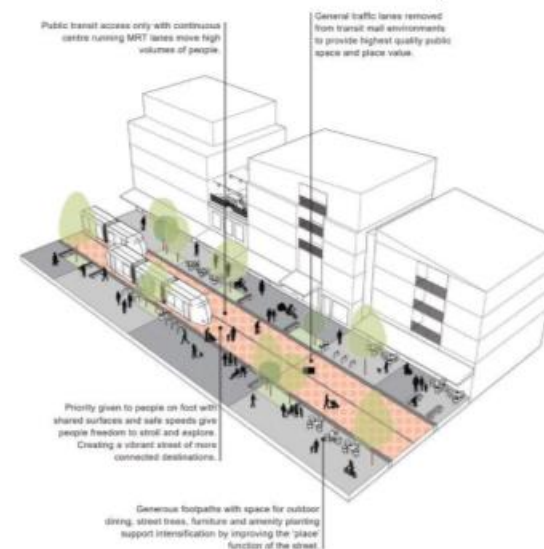 Public transit access only with continuous
centre running MRT lanes move high
volumes of people.
General traffic lanes removed
from transit mall environments
to provide highest quality public
space and place value.
Priority given to people on foot with
shared surfaces and safe speeds give
people freedom to stroll and explore.
Creating a vibrant street of more
connected destinations.
Generous footpaths with space for outdoor
dining, street trees, furniture and amenity planting
support intensification by improving the 'place'
function of the street.